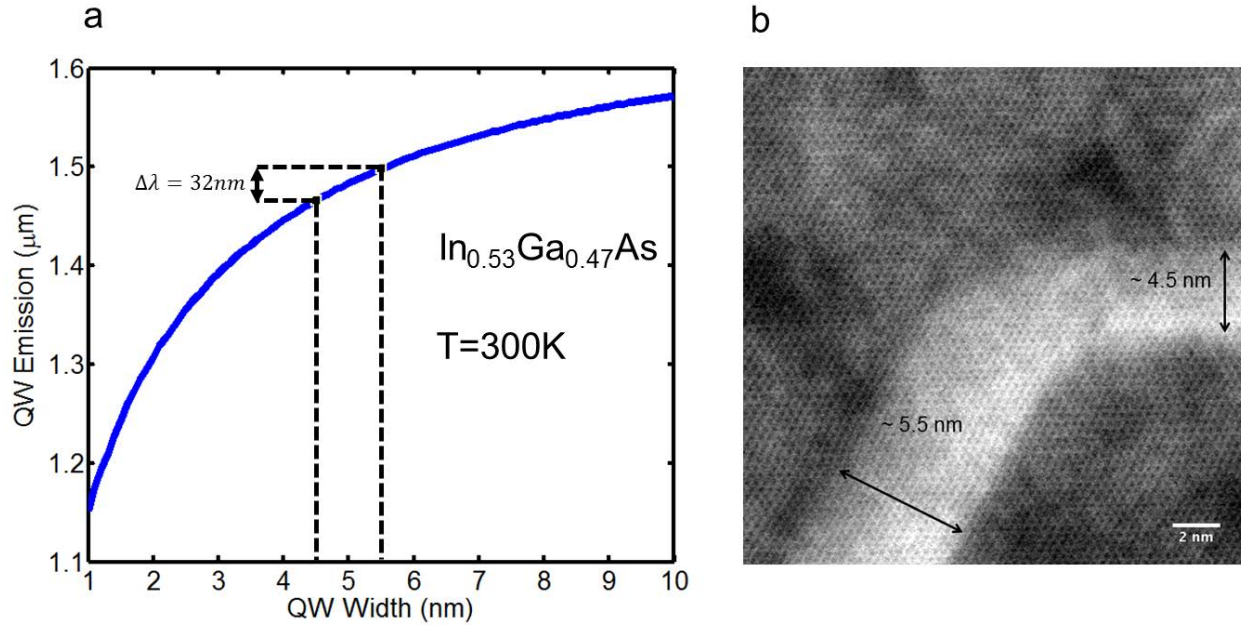 a
QW Emission (μm)
1.6
1.5
1.4
1.3
1.2
1.1
Δλ = 32nm
In0.53Ga0.47As
T=300K
1 2 3 4 5 6 7 8 9 10
QW Width (nm)
b
~ 4.5 nm
~ 5.5 nm
2 nm